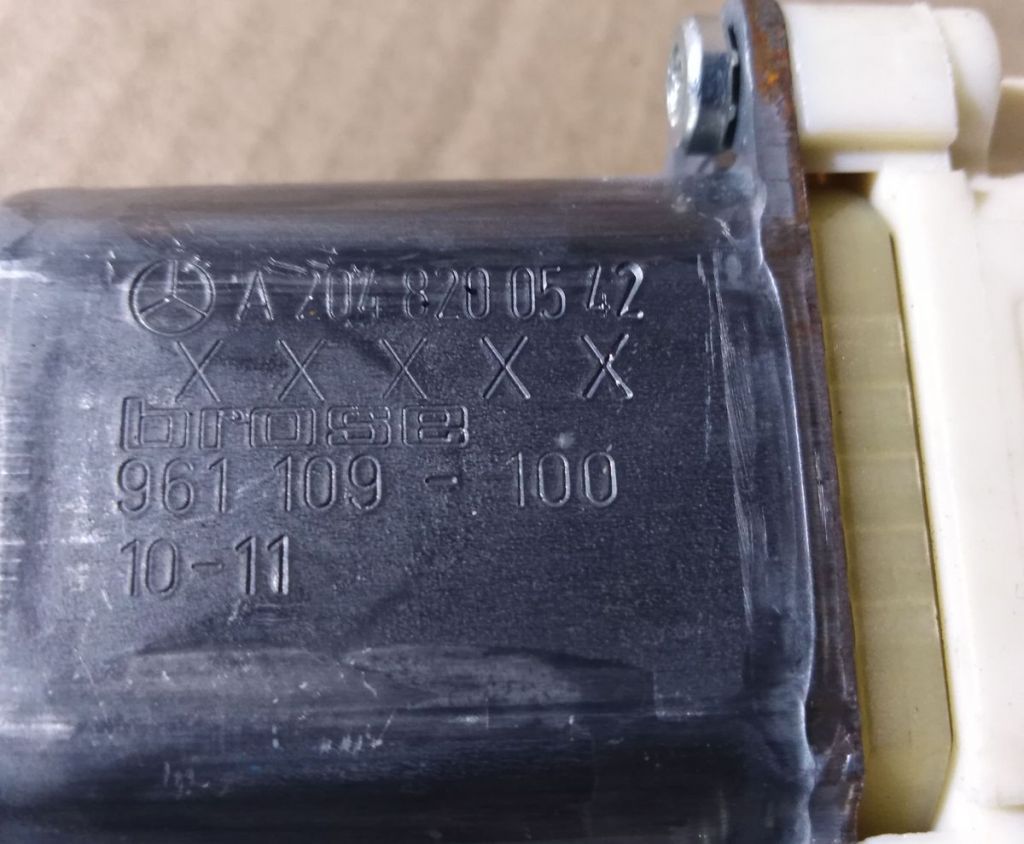 A 204 820 05 42
X X X X X
brose
961 109 - 100
10-11